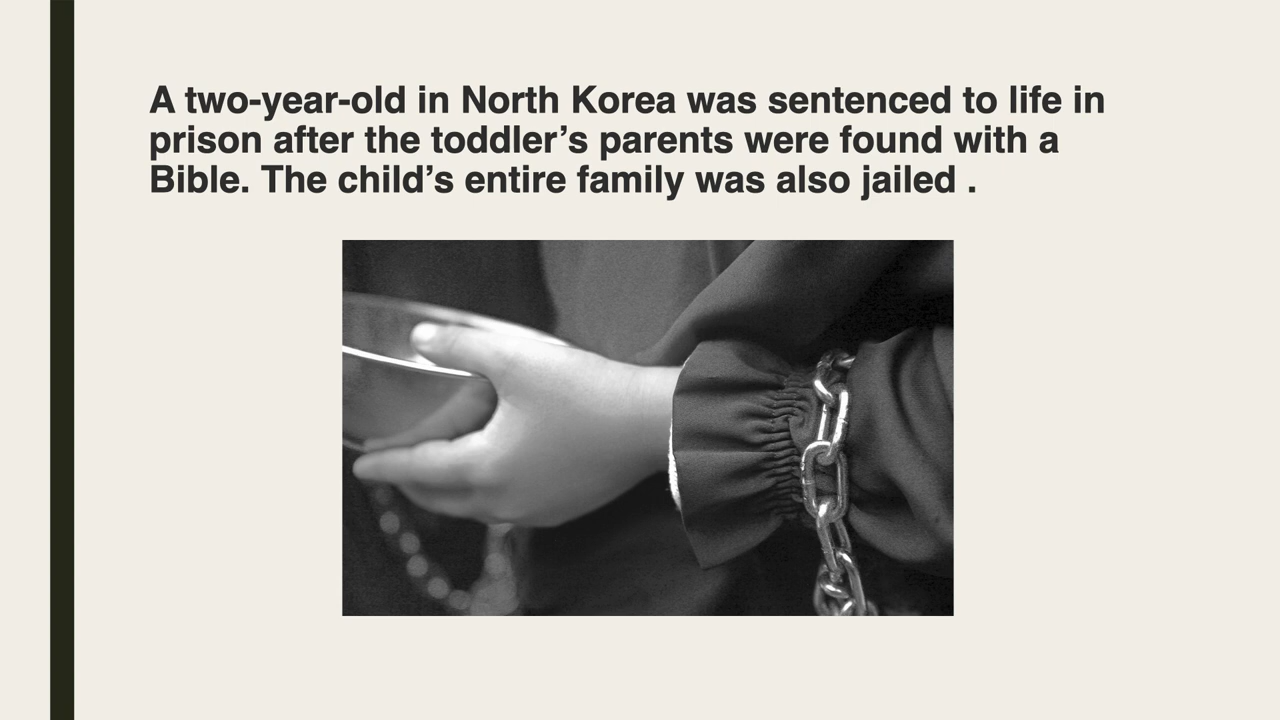 A two-year-old in North Korea was sentenced to life in
prison after the toddler’s parents were found with a
Bible. The child’s entire family was also jailed .